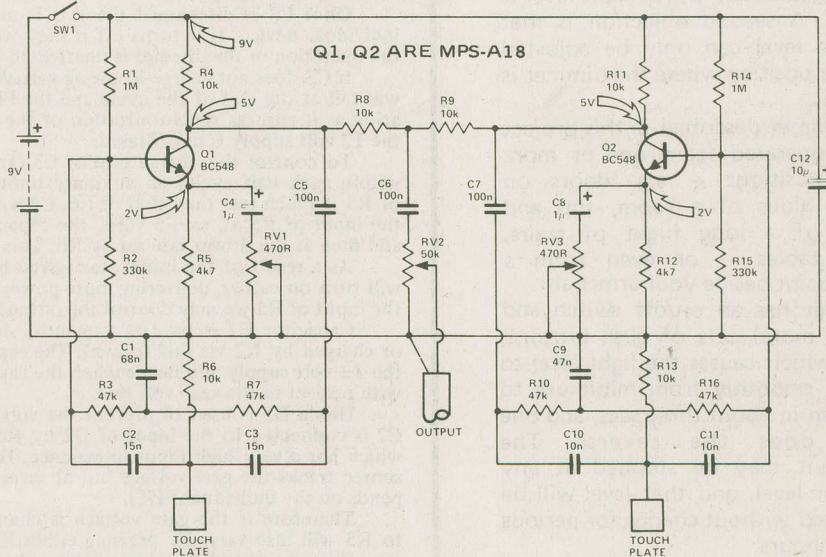 SW1
9V
Q1, Q2 ARE MPS-A18
R1
1M
R4
10k
R11
10k
R14
1M
5V
R8
10k
R9
10k
5V
Q1
BC548
Q2
BC548
9V
C12
10µ
2V
C4
1µ
C5
100n
C6
100n
C7
100n
C8
1µ
2V
RV1
470R
RV2
50k
RV3
470R
R2
330k
R5
4k7
R12
4k7
R15
330k
C1
68n
R6
10k
C9
47n
R13
10k
R3
47k
R7
47k
OUTPUT
R10
47k
R16
47k
C2
15n
C3
15n
C10
10n
C11
10n
TOUCH
PLATE
TOUCH
PLATE